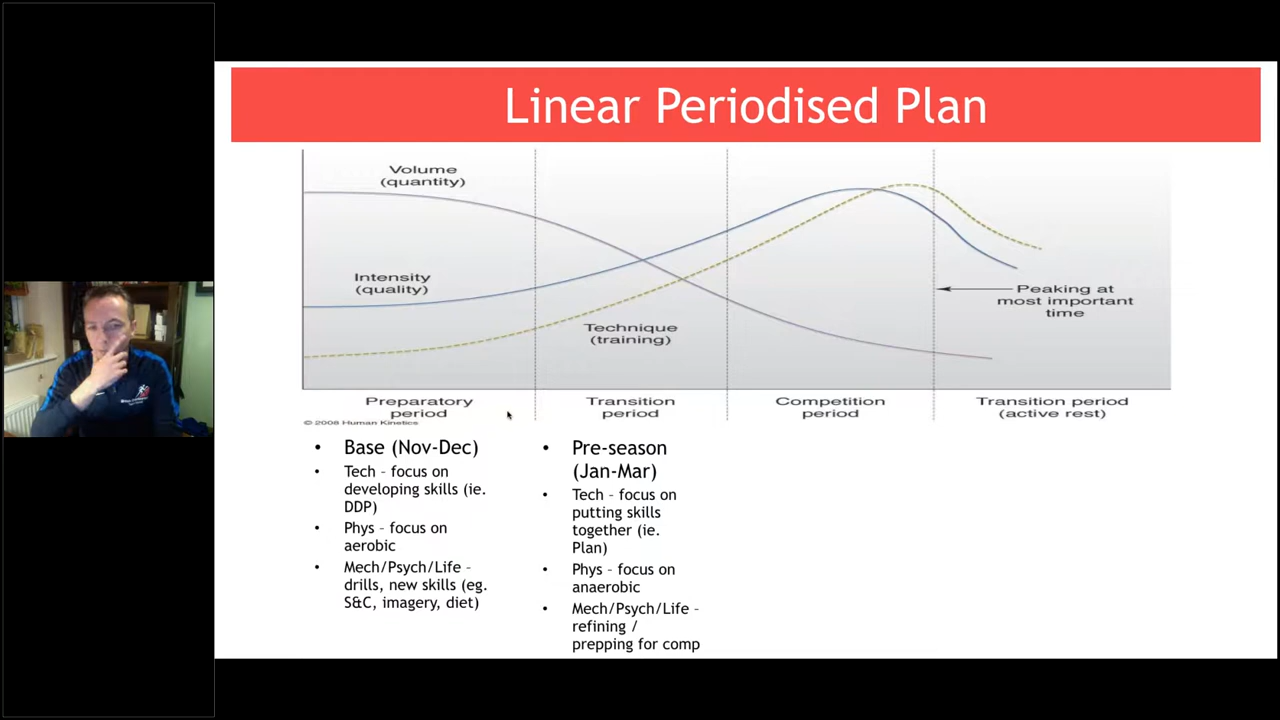 Linear Periodised Plan
Volume
(quantity)
Intensity
(quality)
Technique
(training)
Peaking at
most important
time
Preparatory
period
Transition
period
Competition
period
Transition period
(active rest)
© 2008 Human Kinetics
• Base (Nov-Dec)
• Tech – focus on
developing skills (ie.
DDP)
• Phys – focus on
aerobic
• Mech/Psych/Life –
drills, new skills (eg.
S&C, imagery, diet)
• Pre-season
(Jan-Mar)
• Tech – focus on
putting skills
together (ie.
Plan)
• Phys – focus on
anaerobic
• Mech/Psych/Life –
refining /
prepping for comp